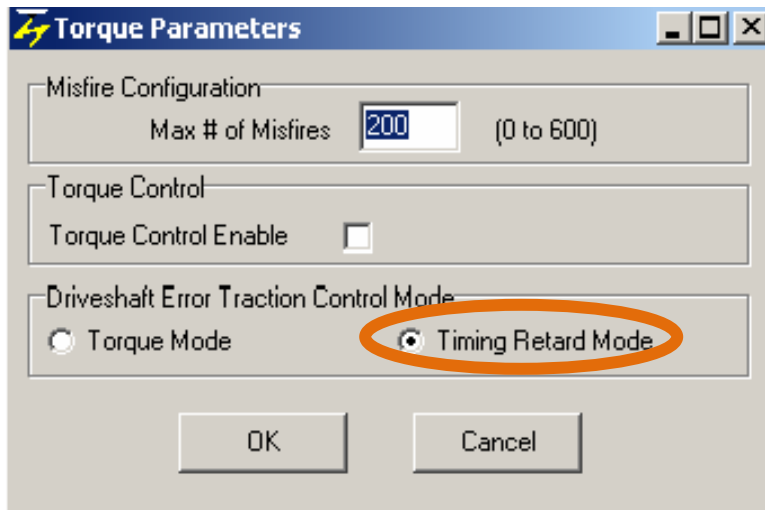 Torque Parameters
Misfire Configuration
Max # of Misfires 200 (0 to 600)
Torque Control
Torque Control Enable
Driveshaft Error Traction Control Mode
Torque Mode Timing Retard Mode
OK Cancel